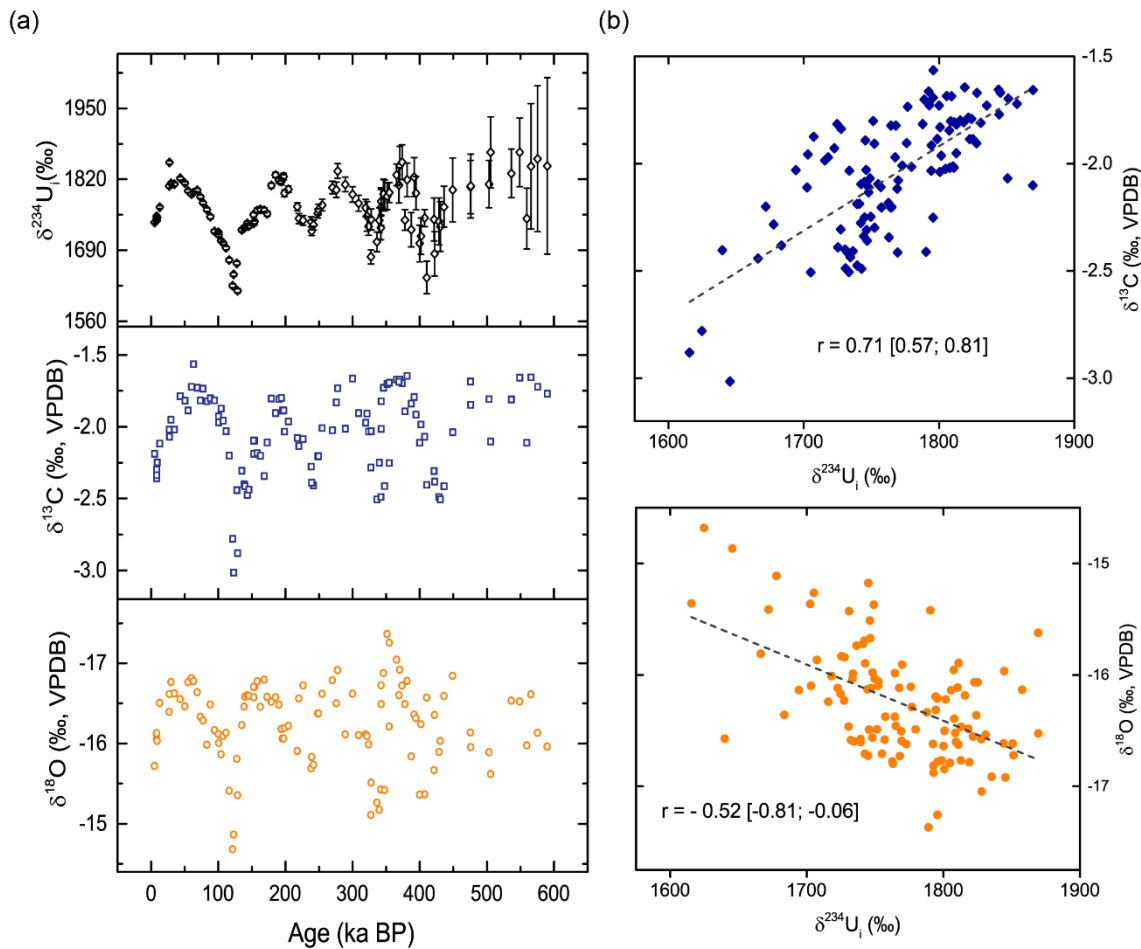 (a)
δ²³⁴Uᵢ(‰)
1950
1820
1690
1560
δ¹³C (‰, VPDB)
-1.5
-2.0
-2.5
-3.0
δ¹⁸O (‰, VPDB)
-17
-16
-15
0 100 200 300 400 500 600
Age (ka BP)
(b)
-1.5
-2.0
-2.5
-3.0
δ¹³C (‰, VPDB)
r = 0.71 [0.57; 0.81]
1600 1700 1800 1900
δ²³⁴Uᵢ (‰)
-15
-16
-17
δ¹⁸O (‰, VPDB)
r = - 0.52 [-0.81; -0.06]
1600 1700 1800 1900
δ²³⁴Uᵢ (‰)